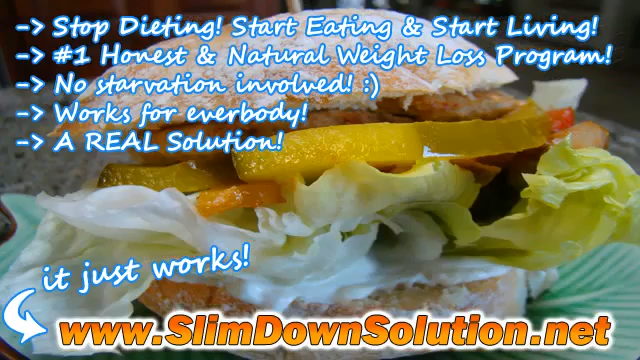 -> Stop Dieting! Start Eating & Start Living!
-> #1 Honest & Natural Weight Loss Program!
-> No starvation involved! :)
-> Works for everbody!
-> A REAL Solution!
it just works!
www.SlimDownSolution.net